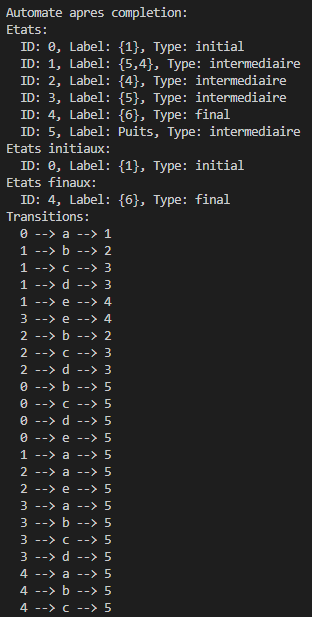 Automate apres completion:
Etats:
  ID: 0, Label: {1}, Type: initial
  ID: 1, Label: {5,4}, Type: intermediaire
  ID: 2, Label: {4}, Type: intermediaire
  ID: 3, Label: {5}, Type: intermediaire
  ID: 4, Label: {6}, Type: final
  ID: 5, Label: Puits, Type: intermediaire
Etats initiaux:
  ID: 0, Label: {1}, Type: initial
Etats finaux:
  ID: 4, Label: {6}, Type: final
Transitions:
  0 --> a --> 1
  1 --> b --> 2
  1 --> c --> 3
  1 --> d --> 3
  1 --> e --> 4
  3 --> e --> 4
  2 --> b --> 2
  2 --> c --> 3
  2 --> d --> 3
  0 --> b --> 5
  0 --> c --> 5
  0 --> d --> 5
  0 --> e --> 5
  1 --> a --> 5
  2 --> a --> 5
  2 --> e --> 5
  3 --> a --> 5
  3 --> b --> 5
  3 --> c --> 5
  3 --> d --> 5
  4 --> a --> 5
  4 --> b --> 5
  4 --> c --> 5